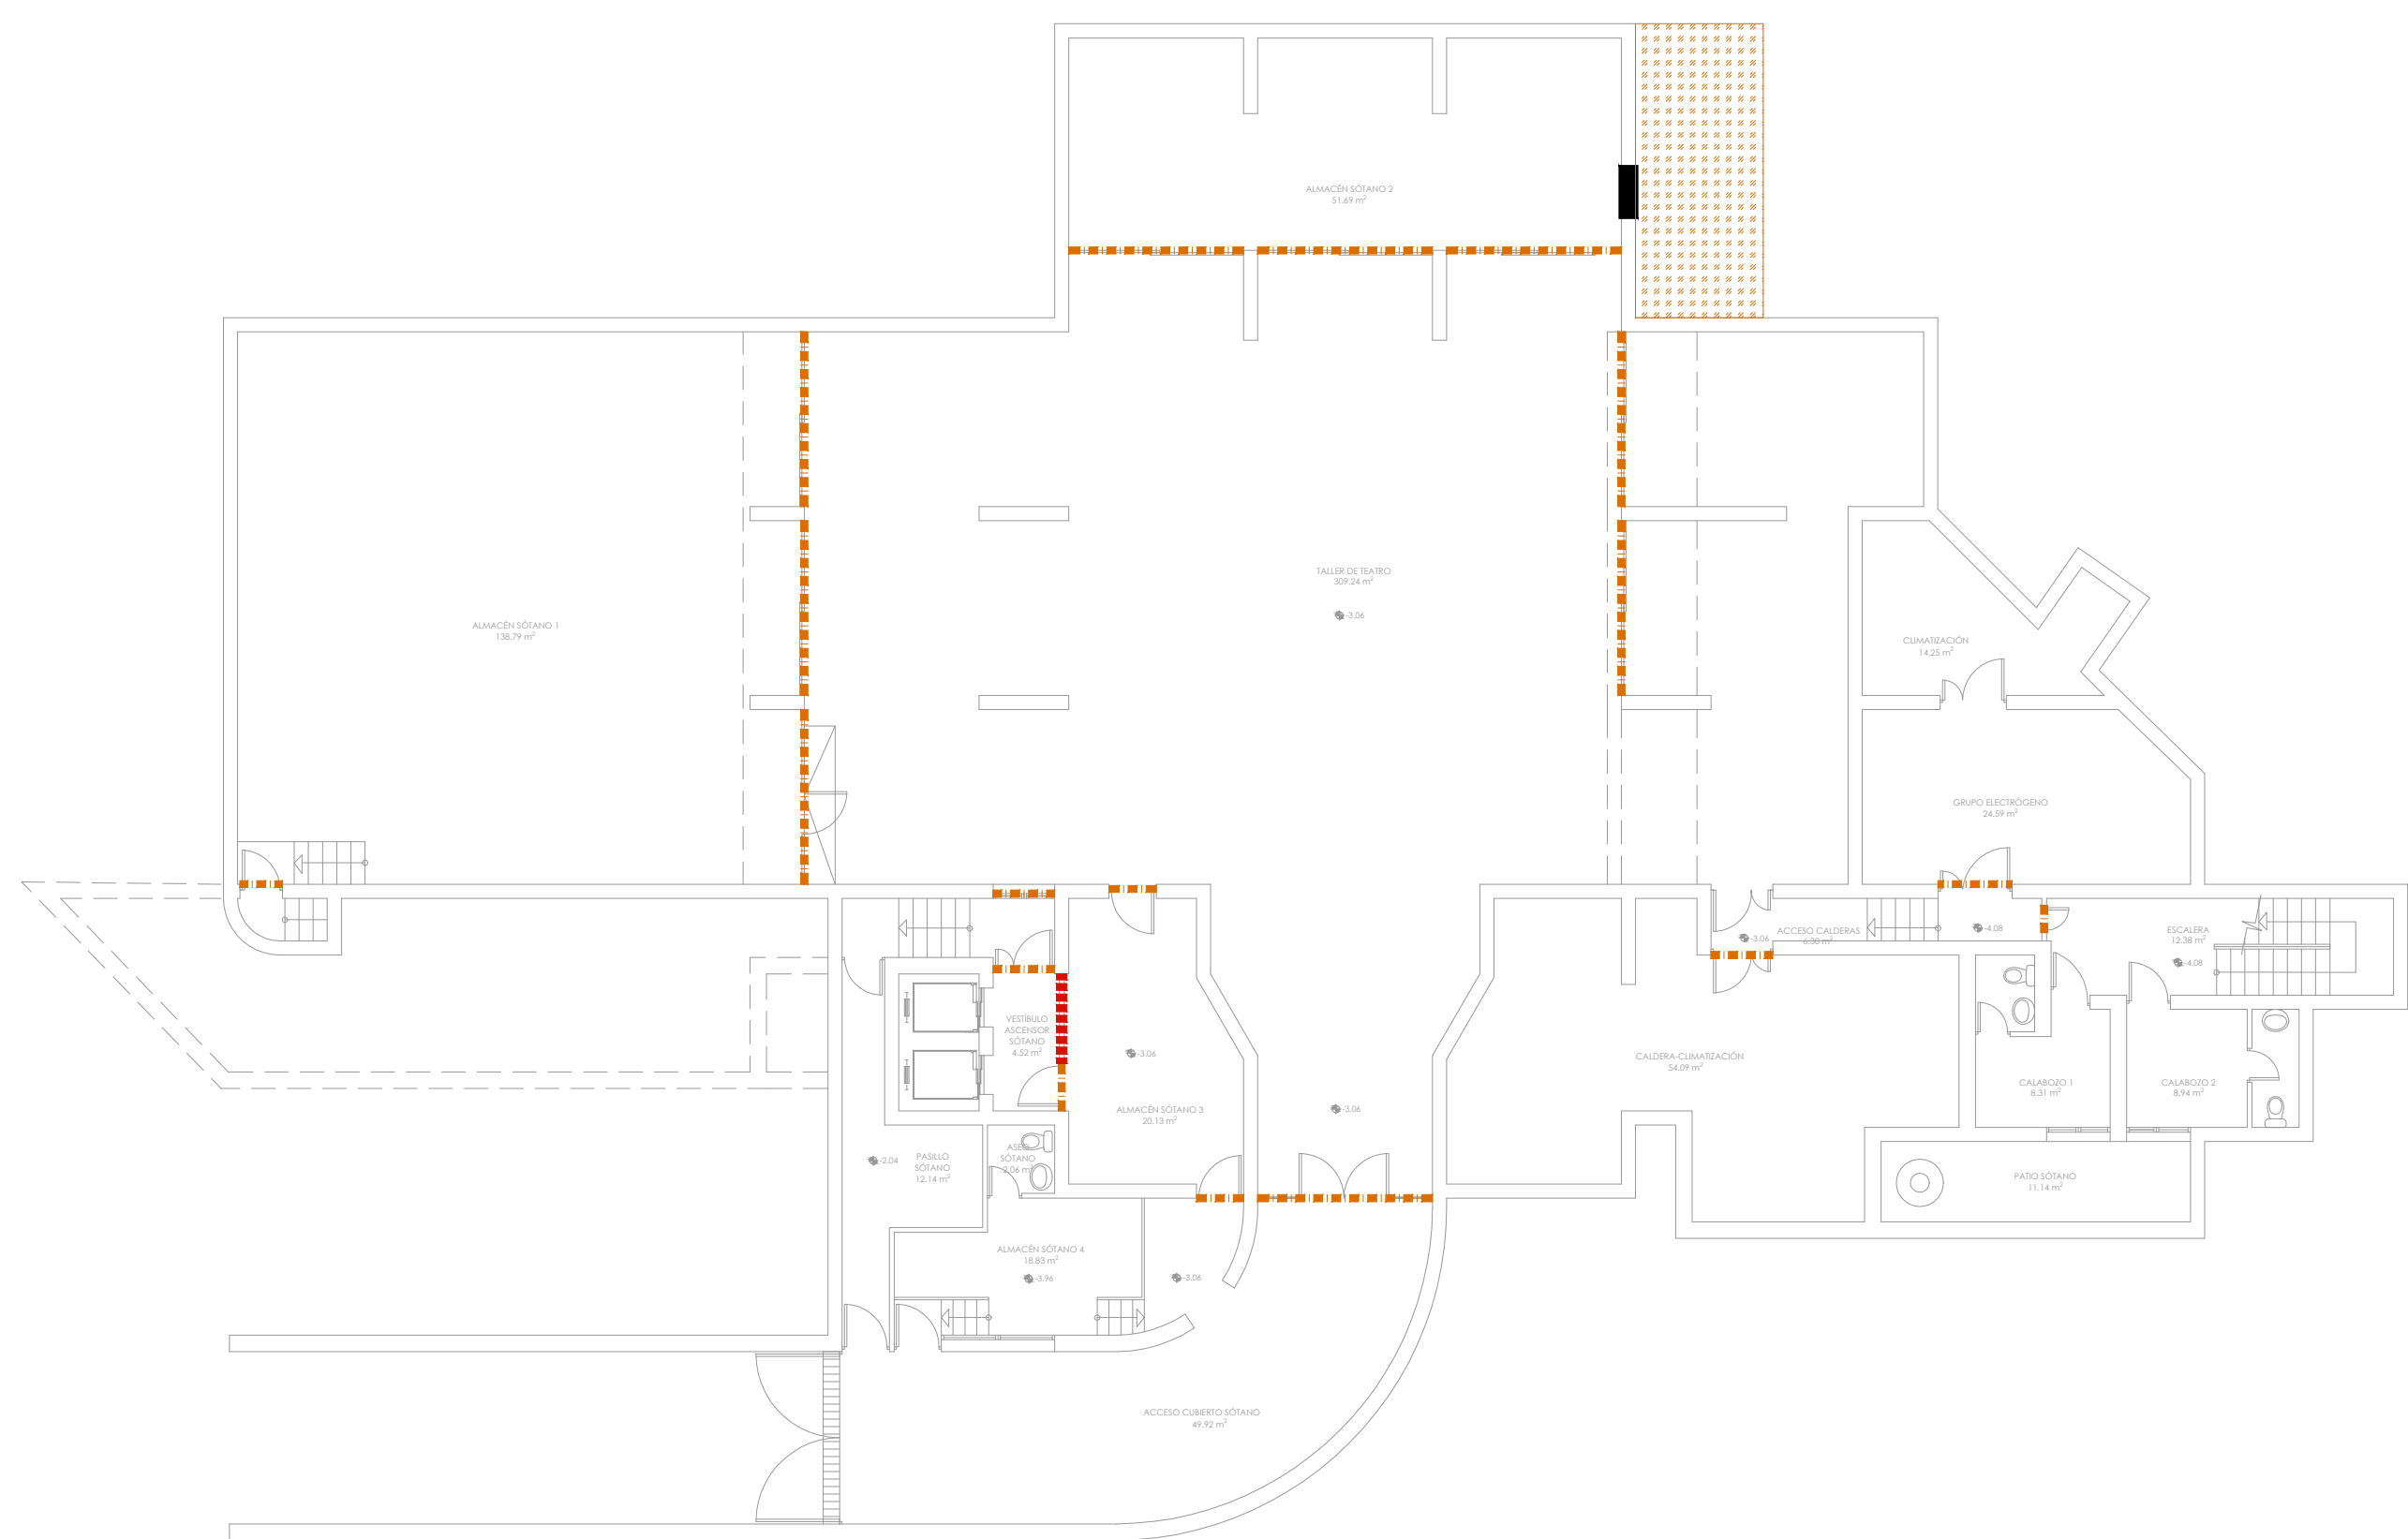 ALMACÉN SÓTANO 2
51.69 m²
TALLER DE TEATRO
309.24 m²
-3.06
ALMACÉN SÓTANO 1
138.79 m²
CLIMATIZACIÓN
14.25 m²
GRUPO ELECTRÓGENO
24.59 m²
ACCESO CALDERAS
6.30 m²
-3.06
-4.08
ESCALERA
12.38 m²
-4.08
VESTÍBULO
ASCENSOR
SÓTANO
4.52 m²
-3.06
CALDERA-CLIMATIZACIÓN
54.09 m²
CALABOZO 1
8.31 m²
CALABOZO 2
8.94 m²
ALMACÉN SÓTANO 3
20.13 m²
-3.06
-2.04
PASILLO
SÓTANO
12.14 m²
ASEO
SÓTANO
2.06 m²
PATIO SÓTANO
11.14 m²
ALMACÉN SÓTANO 4
18.83 m²
-3.96
-3.06
ACCESO CUBIERTO SÓTANO
49.92 m²